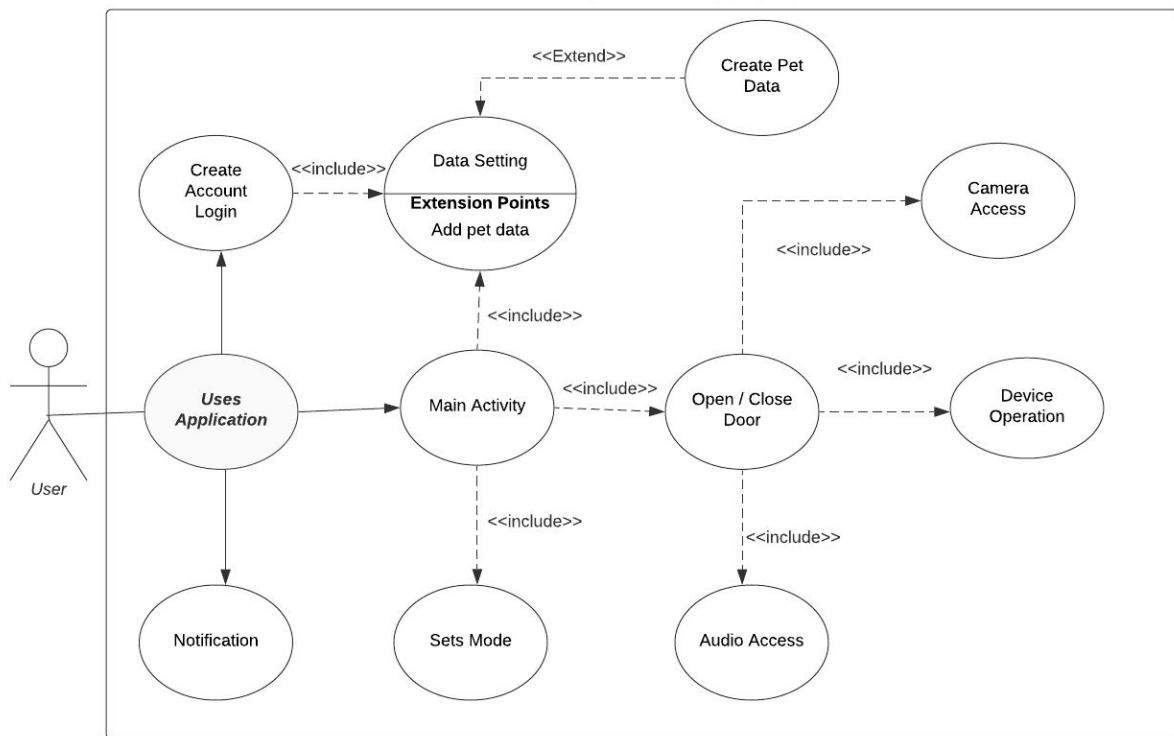 <<Extend>>
Create Pet
Data
Create
Account
Login
<<include>>
Data Setting
Extension Points
Add pet data
Camera
Access
<<include>>
<<include>>
Uses
Application
Main Activity
<<include>>
Open / Close
Door
<<include>>
Device
Operation
User
<<include>>
<<include>>
Notification
Sets Mode
Audio Access